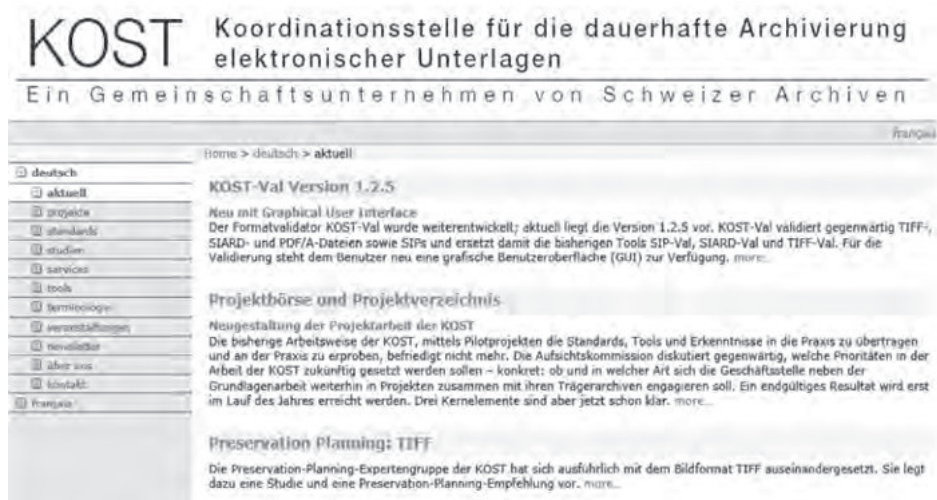 KOST Koordinationsstelle für die dauerhafte Archivierung
elektronischer Unterlagen
Ein Gemeinschaftsunternehmen von Schweizer Archiven
français
Home > deutsch > aktuell
deutsch
aktuell
projekte
standards
studien
services
tools
terminologie
veranstaltungen
newsletter
über uns
kontakt
français
KOST-Val Version 1.2.5
Neu mit Graphical User Interface
Der Formatvalidator KOST-Val wurde weiterentwickelt; aktuell liegt die Version 1.2.5 vor. KOST-Val validiert gegenwärtig TIFF-,
SIARD- und PDF/A-Dateien sowie SIPs und ersetzt damit die bisherigen Tools SIP-Val, SIARD-Val und TIFF-Val. Für die
Validierung steht dem Benutzer neu eine grafische Benutzeroberfläche (GUI) zur Verfügung. more...
Projektbörse und Projektverzeichnis
Neugestaltung der Projektarbeit der KOST
Die bisherige Arbeitsweise der KOST, mittels Pilotprojekten die Standards, Tools und Erkenntnisse in die Praxis zu übertragen
und an der Praxis zu erproben, befriedigt nicht mehr. Die Aufsichtskommission diskutiert gegenwärtig, welche Prioritäten in der
Arbeit der KOST zukünftig gesetzt werden sollen – konkret: ob und in welcher Art sich die Geschäftsstelle neben der
Grundlagenarbeit weiterhin in Projekten zusammen mit ihren Trägerarchiven engagieren soll. Ein endgültiges Resultat wird erst
im Lauf des Jahres erreicht werden. Drei Kernelemente sind aber jetzt schon klar. more...
Preservation Planning: TIFF
Die Preservation-Planning-Expertengruppe der KOST hat sich ausführlich mit dem Bildformat TIFF auseinandergesetzt. Sie legt
dazu eine Studie und eine Preservation-Planning-Empfehlung vor. more...